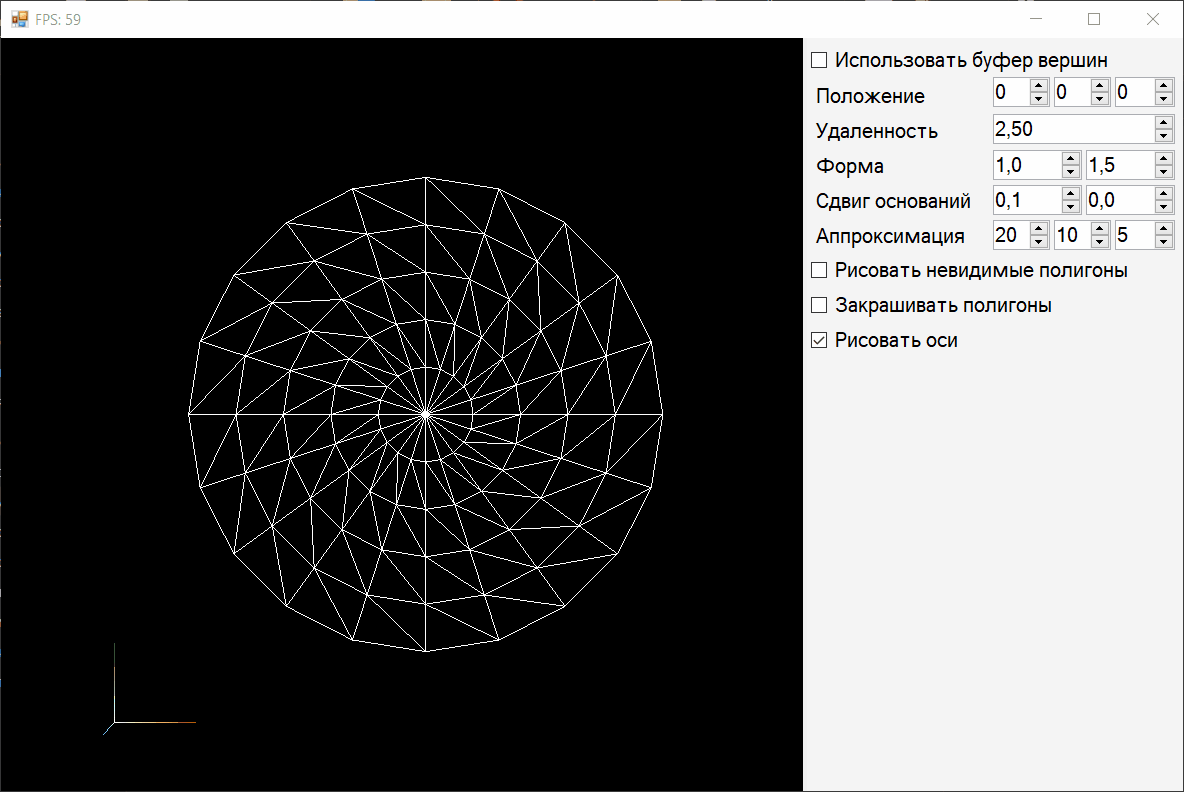 FPS: 59
Использовать буфер вершин
Положение 0 0 0
Удаленность 2,50
Форма 1,0 1,5
Сдвиг оснований 0,1 0,0
Аппроксимация 20 10 5
Рисовать невидимые полигоны
Закрашивать полигоны
Рисовать оси